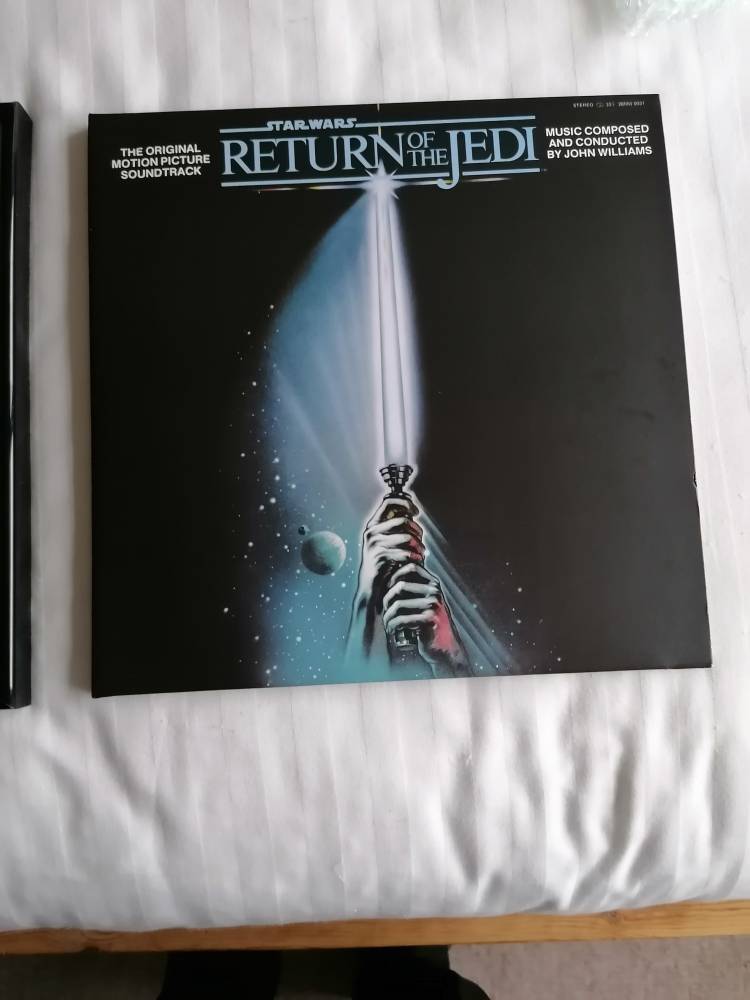 STEREO
STAR WARS
RETURN OF THE JEDI
THE ORIGINAL
MOTION PICTURE
SOUNDTRACK
MUSIC COMPOSED
AND CONDUCTED
BY JOHN WILLIAMS